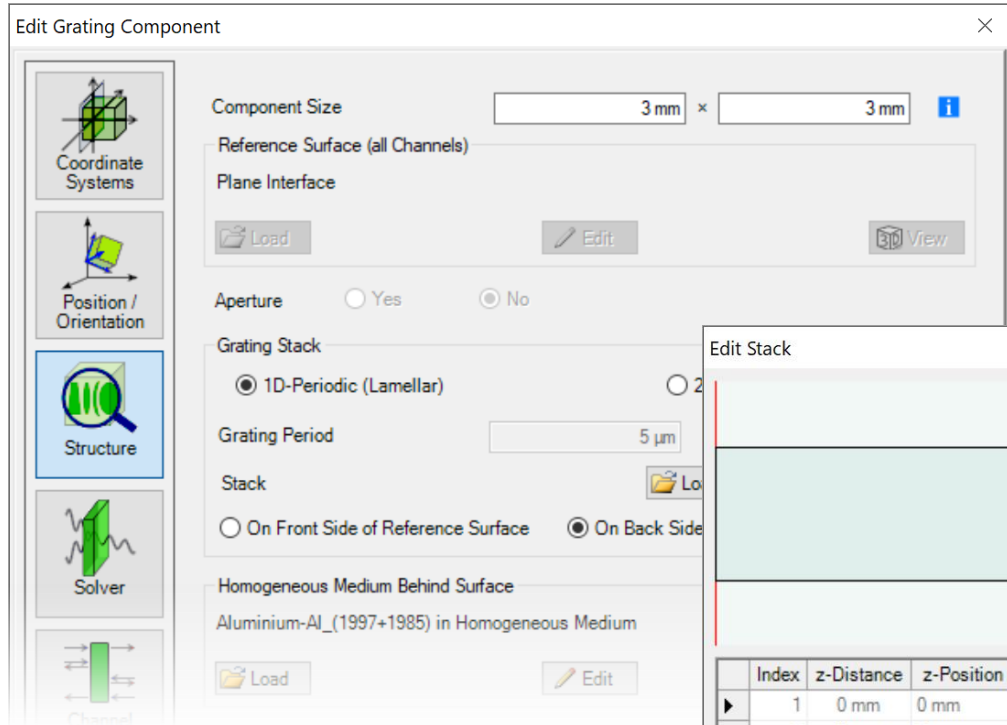 Edit Grating Component
Coordinate
Systems
Component Size
3 mm × 3 mm
Reference Surface (all Channels)
Plane Interface
Load
Edit
3D View
Position /
Orientation
Aperture
Yes
No
Grating Stack
1D-Periodic (Lamellar)
2
Grating Period
5 µm
Structure
Stack
On Front Side of Reference Surface
On Back Side
Solver
Homogeneous Medium Behind Surface
Aluminium-Al_(1997+1985) in Homogeneous Medium
Load
Edit
Channel
Edit Stack
Index z-Distance z-Position
1 0 mm 0 mm